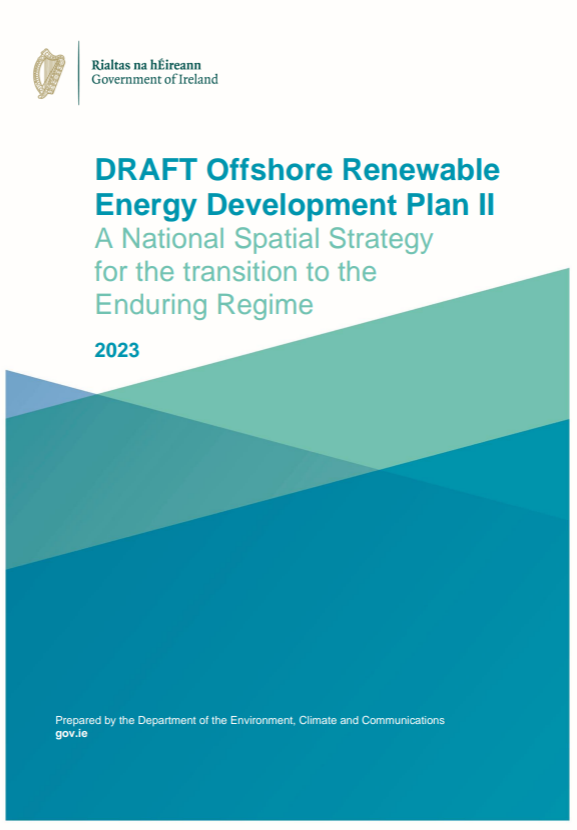 Rialtas na hÉireann
Government of Ireland
DRAFT Offshore Renewable
Energy Development Plan II
A National Spatial Strategy
for the transition to the
Enduring Regime
2023
Prepared by the Department of the Environment, Climate and Communications
gov.ie